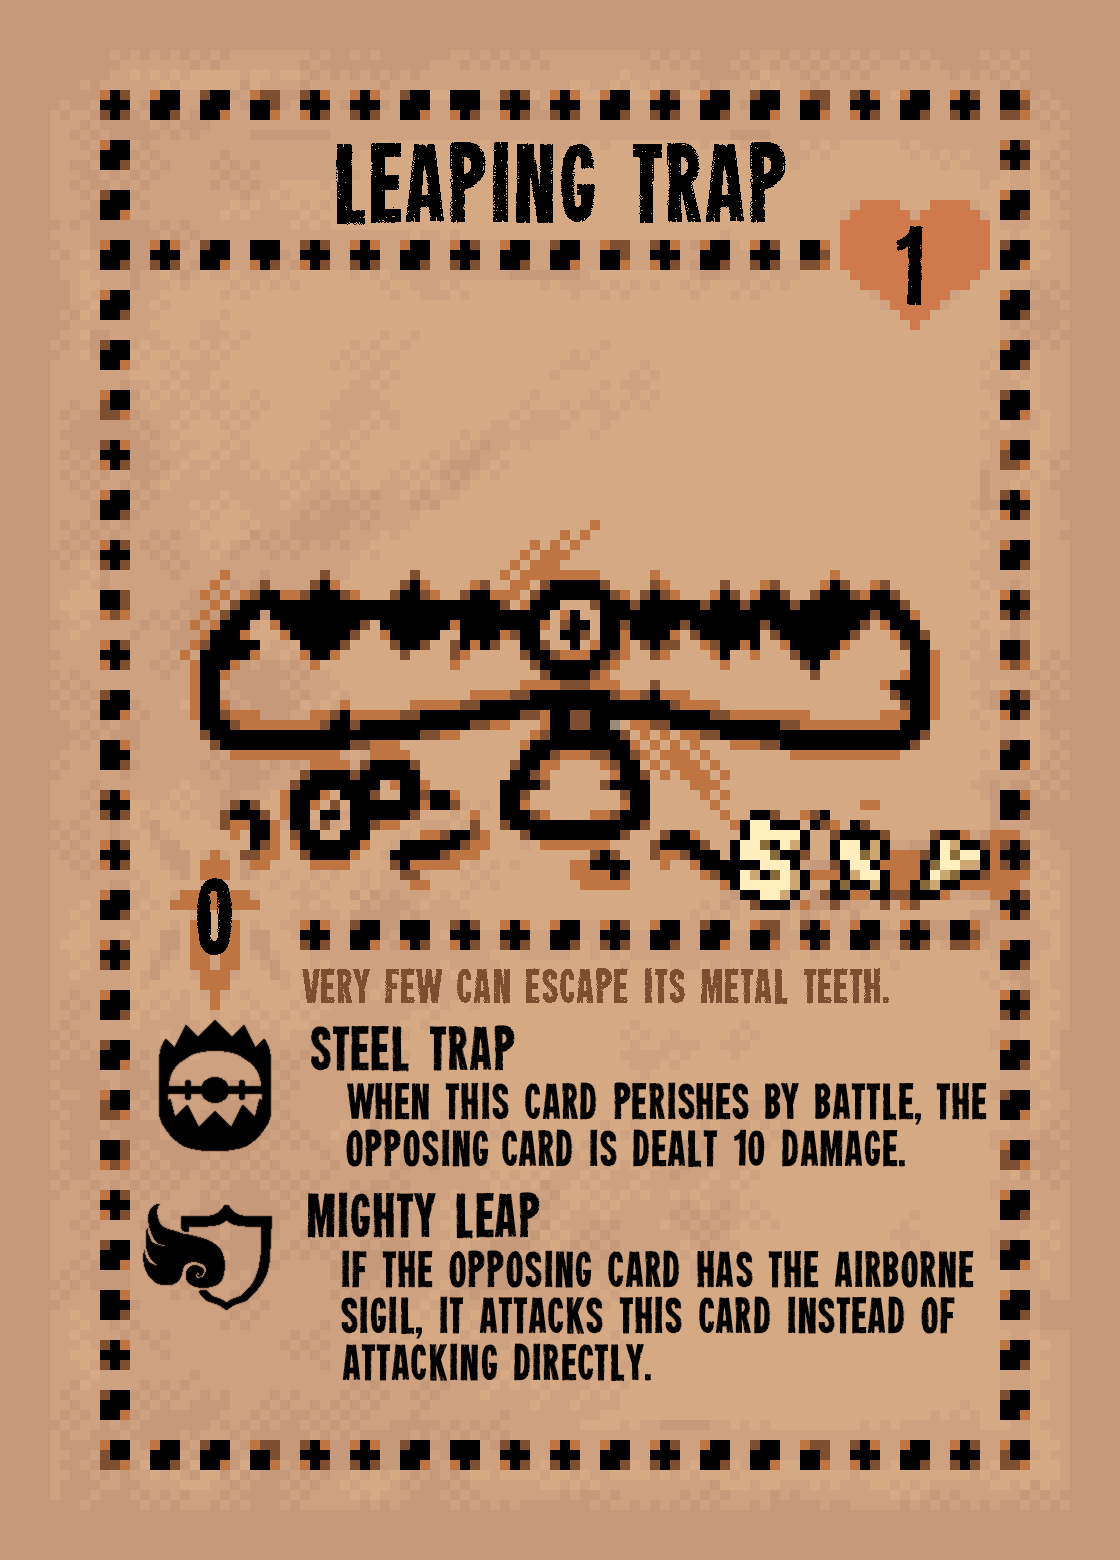 LEAPING TRAP
1
0
VERY FEW CAN ESCAPE ITS METAL TEETH.
STEEL TRAP
WHEN THIS CARD PERISHES BY BATTLE, THE
OPPOSING CARD IS DEALT 10 DAMAGE.
MIGHTY LEAP
IF THE OPPOSING CARD HAS THE AIRBORNE
SIGIL, IT ATTACKS THIS CARD INSTEAD OF
ATTACKING DIRECTLY.